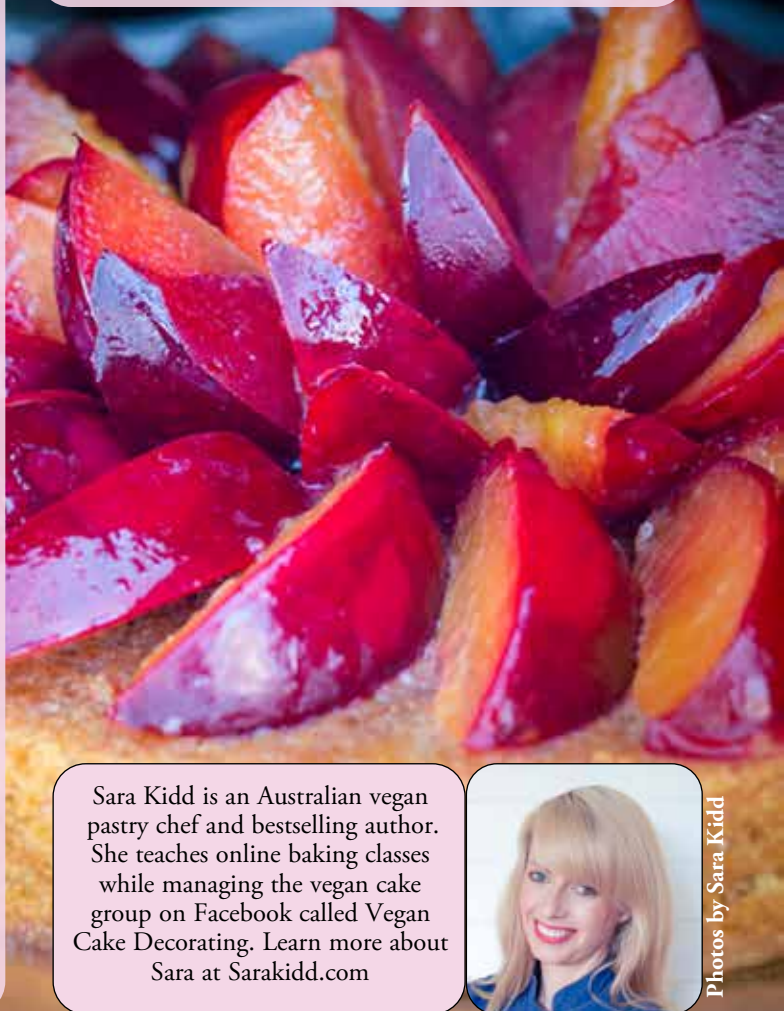 Sara Kidd is an Australian vegan
pastry chef and bestselling author.
She teaches online baking classes
while managing the vegan cake
group on Facebook called Vegan
Cake Decorating. Learn more about
Sara at Sarakidd.com
Photos by Sara Kidd